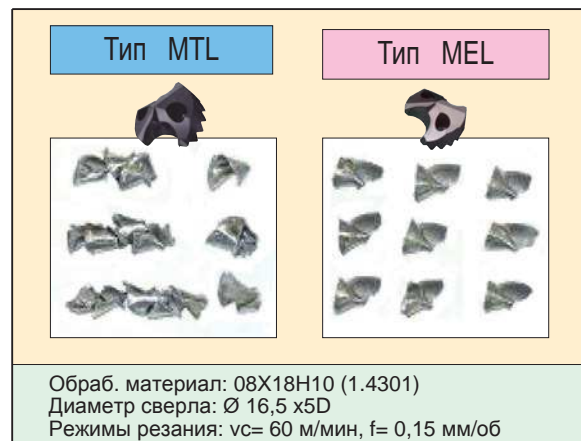 Тип MTL
Тип MEL
Обраб. материал: 08X18H10 (1.4301)
Диаметр сверла: Ø 16,5 x5D
Режимы резания: vc= 60 м/мин, f= 0,15 мм/об